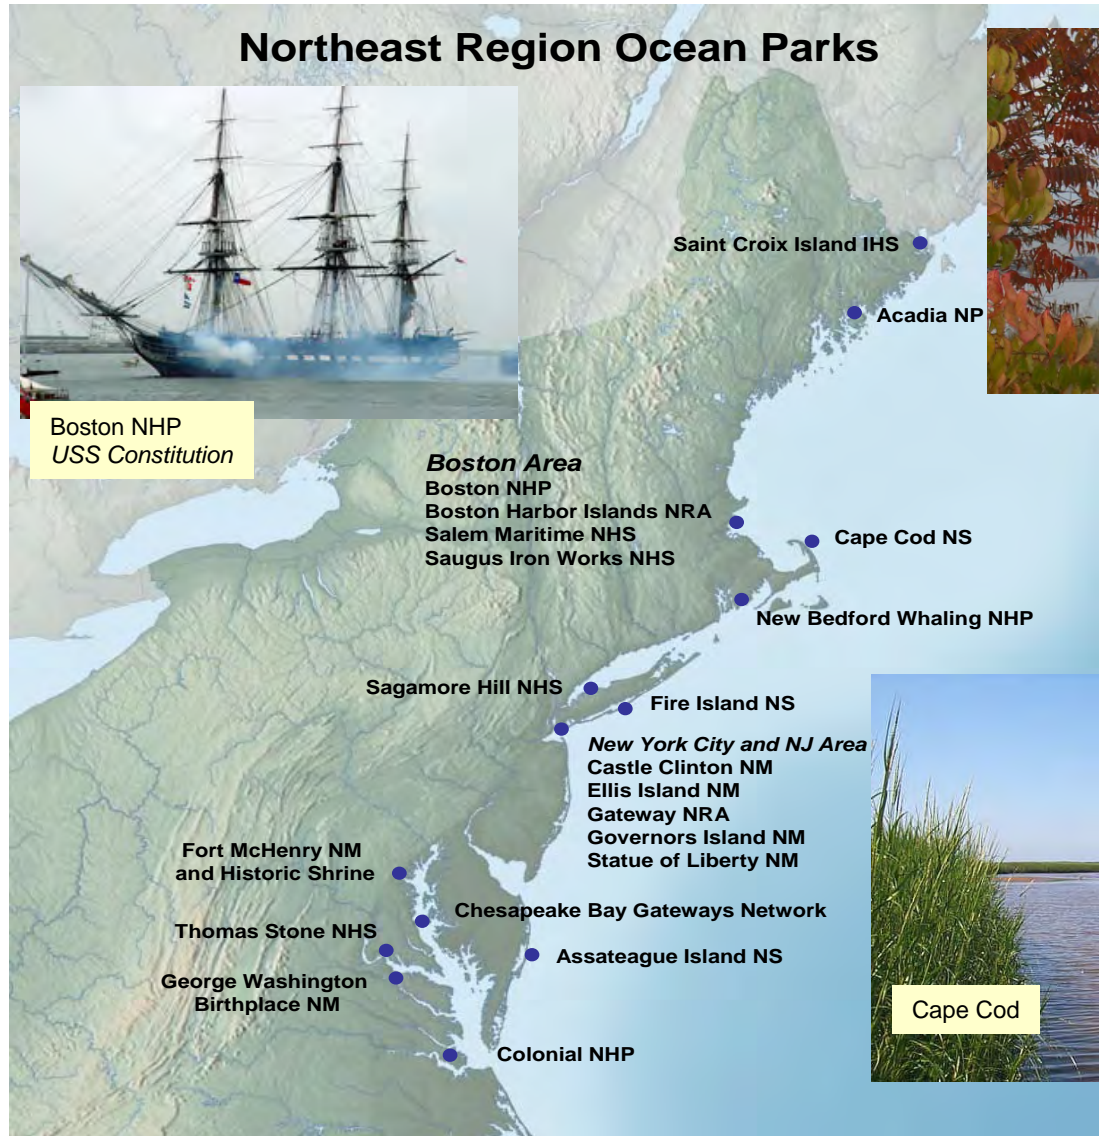 Northeast Region Ocean Parks
Saint Croix Island IHS
Acadia NP
Boston NHP
USS Constitution
Boston Area
Boston NHP
Boston Harbor Islands NRA
Salem Maritime NHS
Saugus Iron Works NHS
Cape Cod NS
New Bedford Whaling NHP
Sagamore Hill NHS
Fire Island NS
New York City and NJ Area
Castle Clinton NM
Ellis Island NM
Gateway NRA
Governors Island NM
Statue of Liberty NM
Fort McHenry NM
and Historic Shrine
Chesapeake Bay Gateways Network
Thomas Stone NHS
Assateague Island NS
George Washington
Birthplace NM
Cape Cod
Colonial NHP